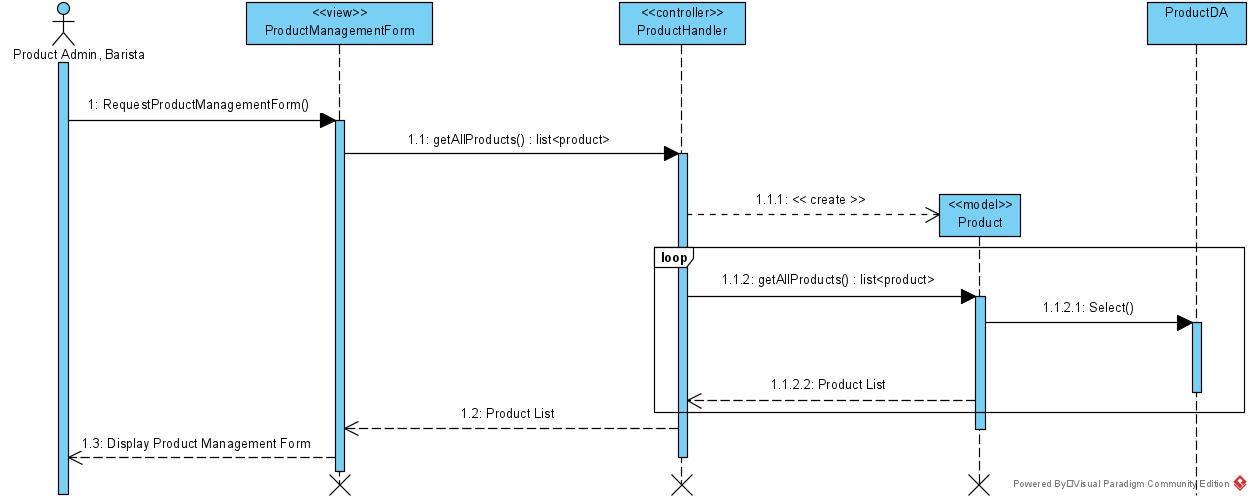 <<view>>
ProductManagementForm
<<controller>>
ProductHandler
ProductDA
Product Admin, Barista
1: RequestProductManagementForm()
1.1: getAllProducts() : list<product>
1.1.1: << create >>
<<model>>
Product
loop
1.1.2: getAllProducts() : list<product>
1.1.2.1: Select()
1.1.2.2: Product List
1.2: Product List
1.3: Display Product Management Form
Powered By Visual Paradigm Community Edition